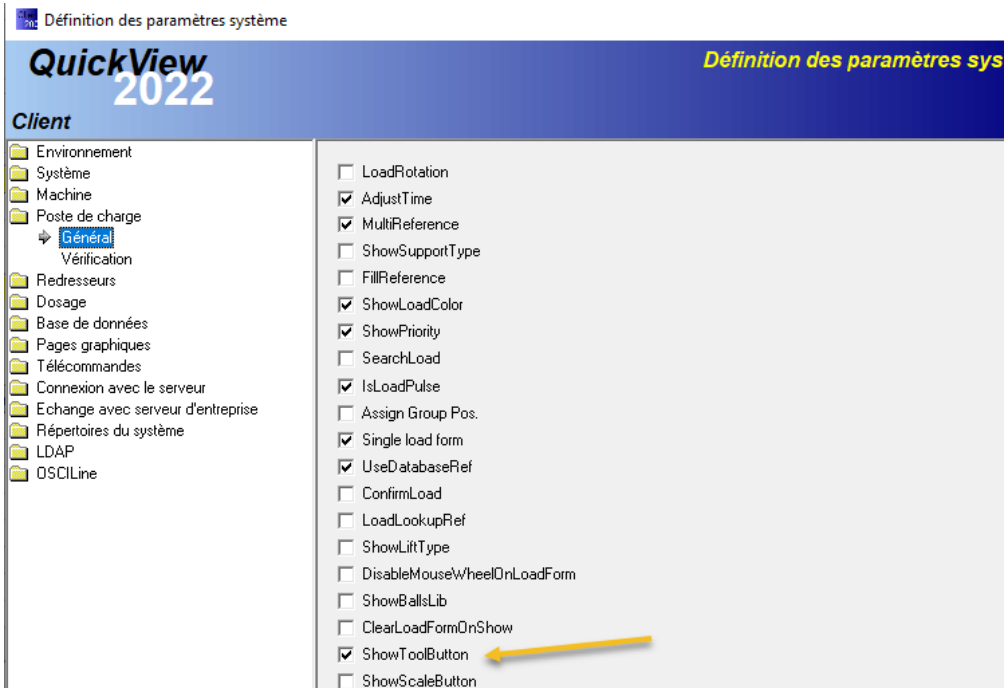 Définition des paramètres système
QuickView
2022
Définition des paramètres sys
Client
Environnement
Système
Machine
Poste de charge
Général
Vérification
Redresseurs
Dosage
Base de données
Pages graphiques
Télécommandes
Connexion avec le serveur
Echange avec serveur d'entreprise
Répertoires du système
LDAP
OSCILine
LoadRotation
AdjustTime
MultiReference
ShowSupportType
FillReference
ShowLoadColor
ShowPriority
SearchLoad
IsLoadPulse
Assign Group Pos.
Single load form
UseDatabaseRef
ConfirmLoad
LoadLookupRef
ShowLiftType
DisableMouseWheelOnLoadForm
ShowBallsLib
ClearLoadFormOnShow
ShowToolButton
ShowScaleButton